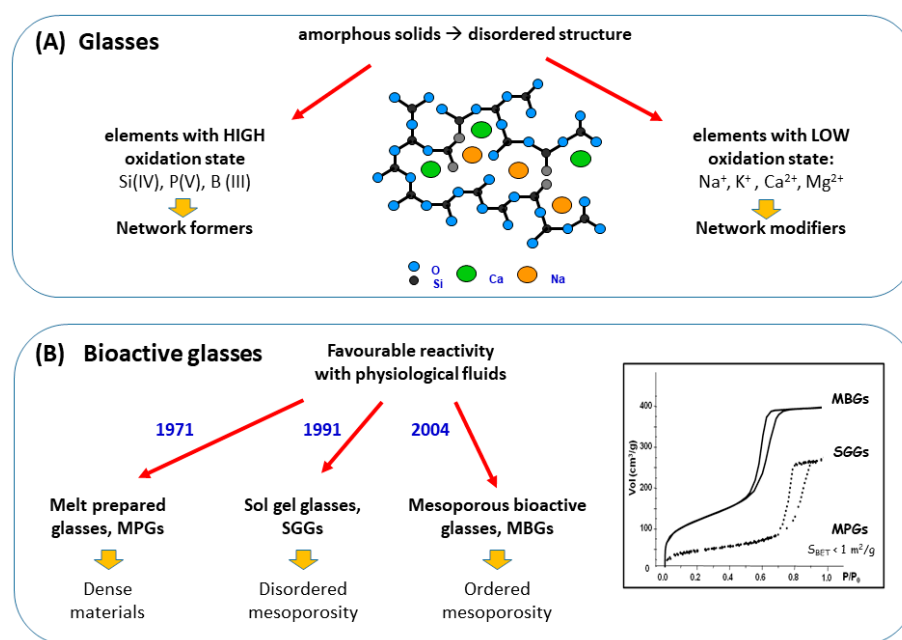 (A) Glasses
amorphous solids → disordered structure
elements with HIGH
oxidation state
Si(IV), P(V), B (III)
Network formers
elements with LOW
oxidation state:
Na⁺, K⁺ , Ca²⁺, Mg²⁺
Network modifiers
O
Si
Ca
Na
(B) Bioactive glasses
Favourable reactivity
with physiological fluids
1971
1991
2004
Melt prepared
glasses, MPGs
Dense
materials
Sol gel glasses,
SGGs
Disordered
mesoporosity
Mesoporous bioactive
glasses, MBGs
Ordered
mesoporosity
Vol (cm³/g)
400
300
200
100
0
0.0
0.2
0.4
0.6
0.8
1.0
P/P₀
MBGs
SGGs
MPGs
S_BET < 1 m²/g